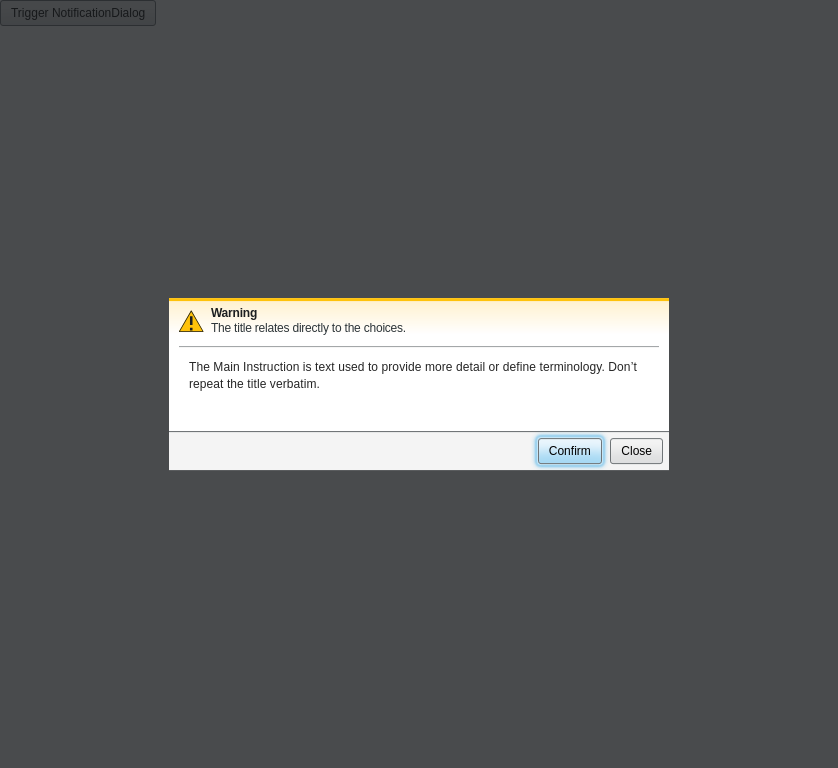 Trigger NotificationDialog
Warning
The title relates directly to the choices.
The Main Instruction is text used to provide more detail or define terminology. Don’t
repeat the title verbatim.
Confirm
Close